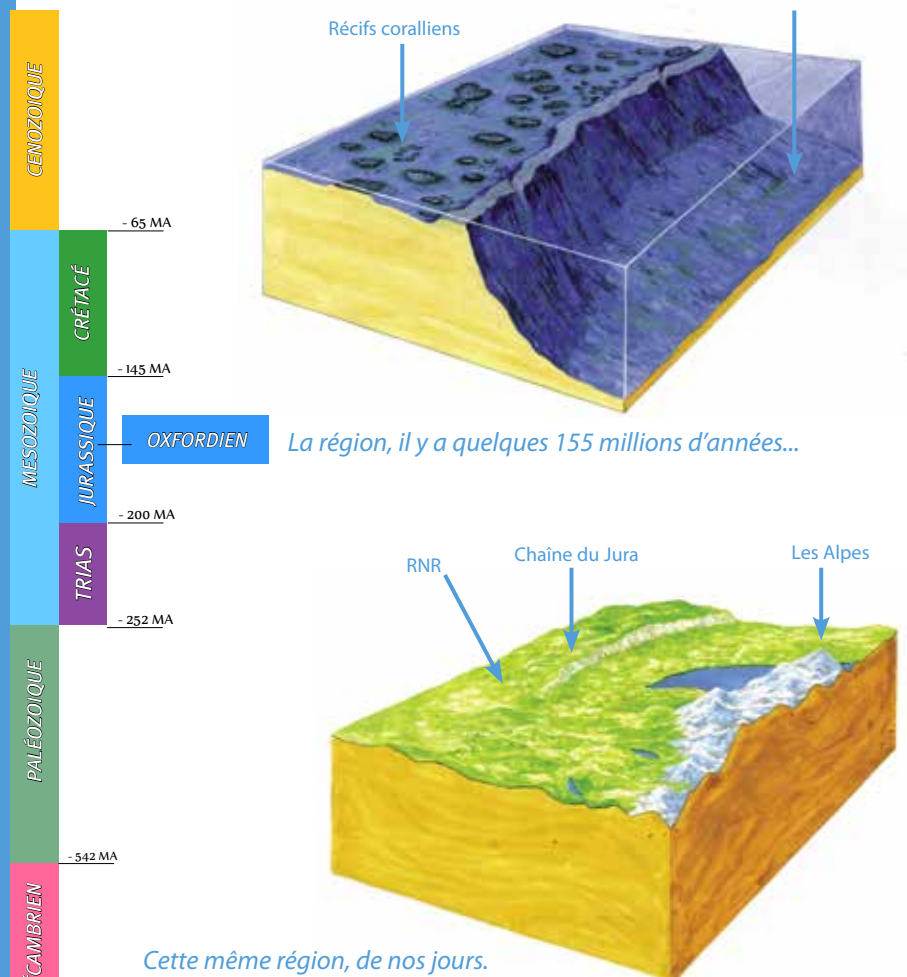 Récifs coralliens
CENOZOIQUE
- 65 MA
CRÉTACÉ
- 145 MA
MESOZOIQUE
JURASSIQUE
OXFORDIEN
La région, il y a quelques 155 millions d'années...
- 200 MA
TRIAS
- 252 MA
RNR
Chaîne du Jura
Les Alpes
PALÉOZOIQUE
- 542 MA
ÉCAMBRIEN
Cette même région, de nos jours.